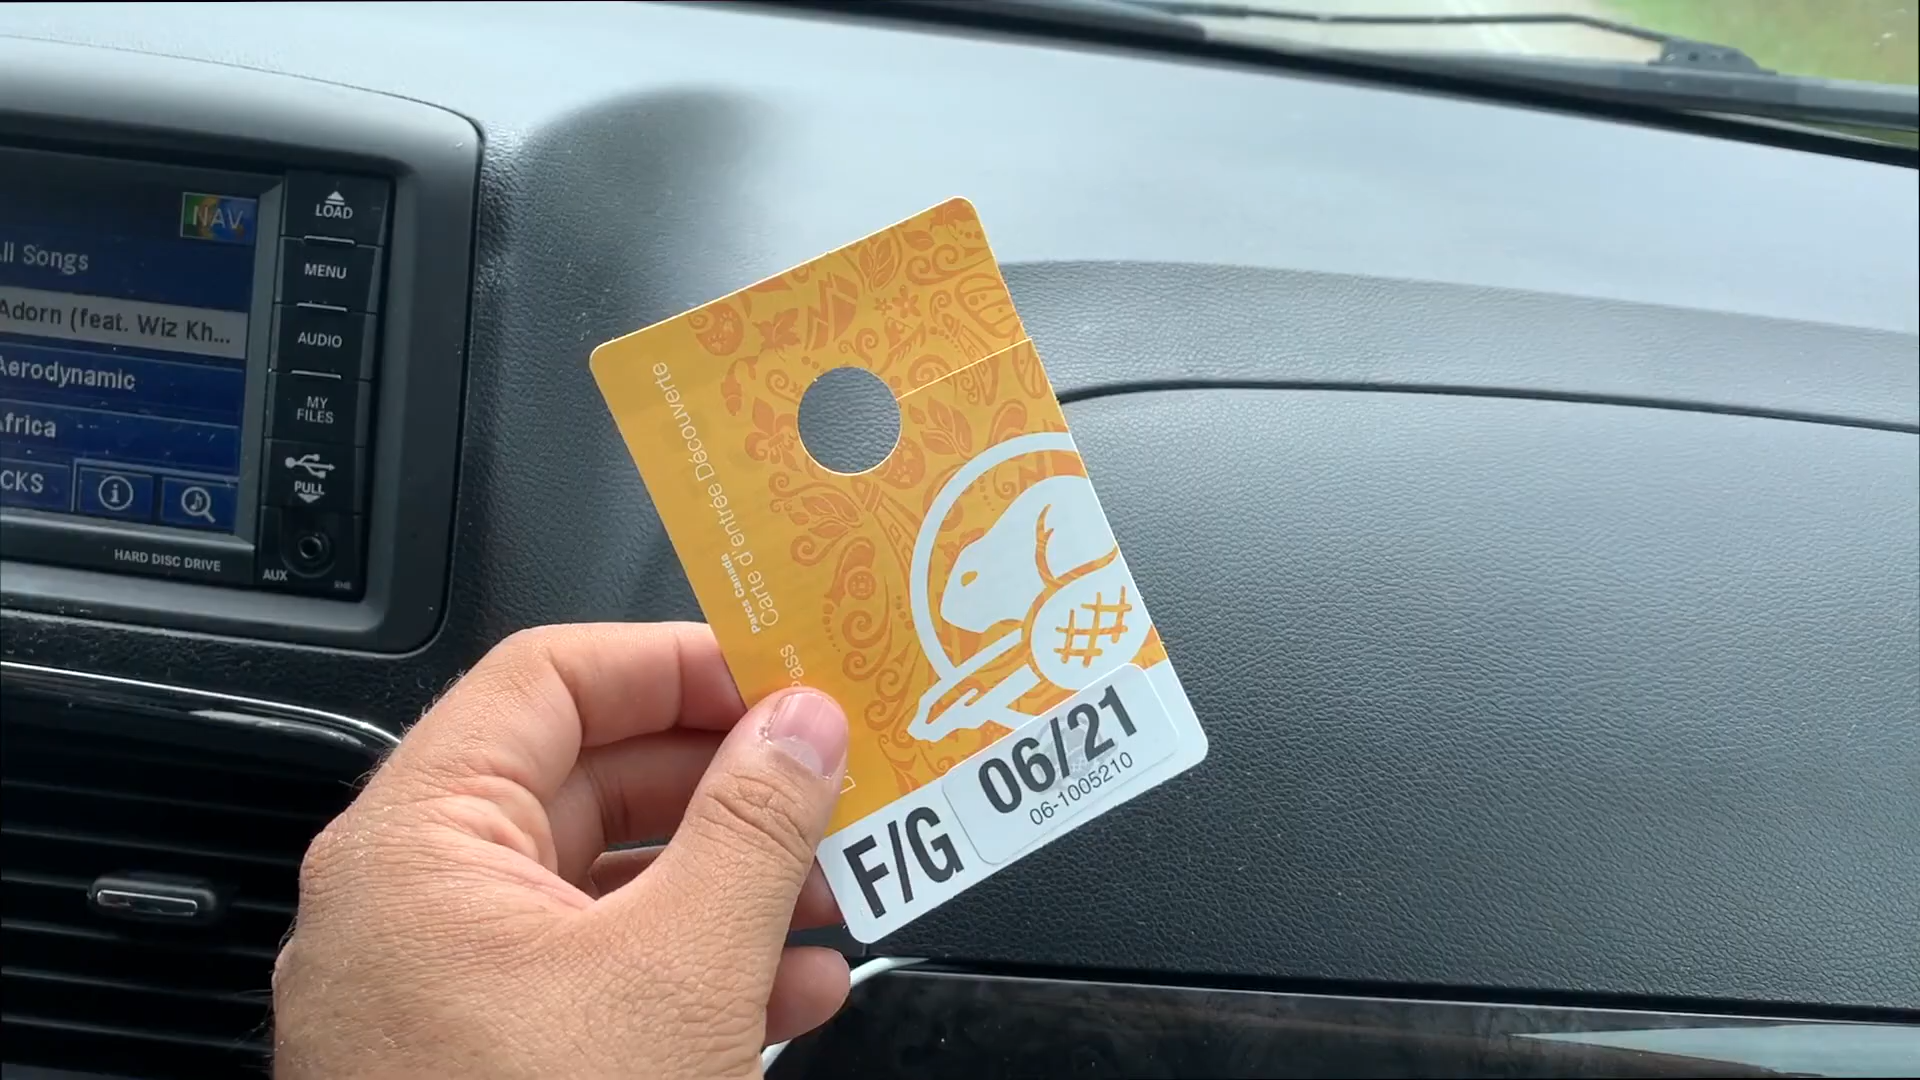 NAV
ll Songs
Adorn (feat. Wiz Kh...
Aerodynamic
Africa
CKS
LOAD
MENU
AUDIO
MY
FILES
PULL
HARD DISC DRIVE
AUX
Parcs Canada
Carte d'entrée Découverte
pass
06/21
06-1005210
F/G